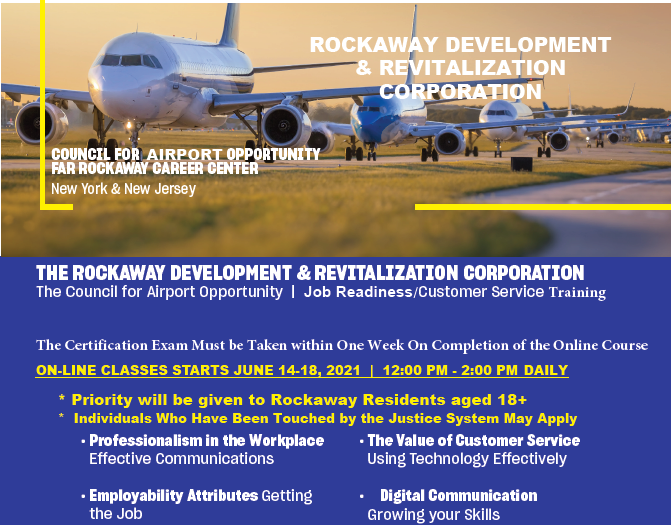 ROCKAWAY DEVELOPMENT
& REVITALIZATION
CORPORATION
COUNCIL FOR AIRPORT OPPORTUNITY
FAR ROCKAWAY CAREER CENTER
New York & New Jersey
THE ROCKAWAY DEVELOPMENT & REVITALIZATION CORPORATION
The Council for Airport Opportunity | Job Readiness/Customer Service Training
The Certification Exam Must be Taken within One Week On Completion of the Online Course
ON-LINE CLASSES STARTS JUNE 14-18, 2021 | 12:00 PM - 2:00 PM DAILY
* Priority will be given to Rockaway Residents aged 18+
* Individuals Who Have Been Touched by the Justice System May Apply
• Professionalism in the Workplace
Effective Communications
• The Value of Customer Service
Using Technology Effectively
• Employability Attributes Getting
the Job
• Digital Communication
Growing your Skills